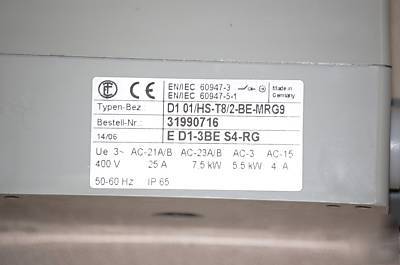 CE EN/IEC 60947-3 Made in
EN/IEC 60947-5-1 Germany
Typen-Bez. D1 01/HS-T8/2-BE-MRG9
Bestell-Nr.: 31990716
14/06 E D1-3BE S4-RG
Ue 3~ AC-21A/B AC-23A/B AC-3 AC-15
400 V 25 A 7.5 kW 5.5 kW 4 A
50-60 Hz IP 65